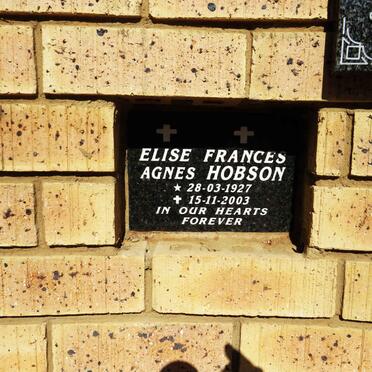 ELISE FRANCES
AGNES HOBSON
★ 28-03-1927
✝ 15-11-2003
IN OUR HEARTS
FOREVER